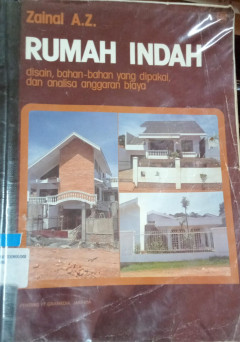 Zainal A.Z.
RUMAH INDAH
disain, bahan-bahan yang dipakai,
dan analisa anggaran biaya